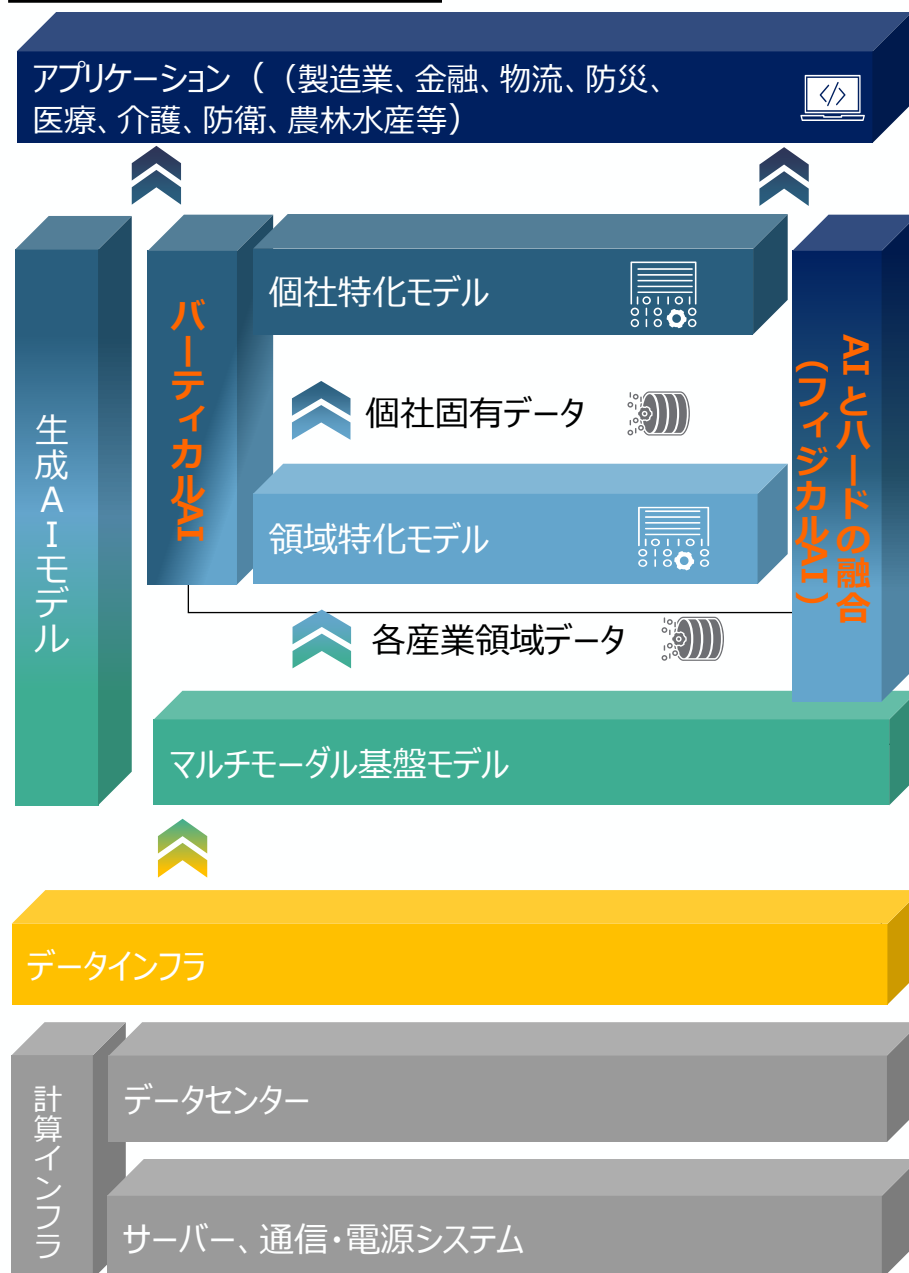 アプリケーション（（製造業、金融、物流、防災、
医療、介護、防衛、農林水産等）
生成AIモデル
バーティカルAI
個社特化モデル
個社固有データ
領域特化モデル
各産業領域データ
AIとハードの融合
（フィジカルAI）
マルチモーダル基盤モデル
データインフラ
計算インフラ
データセンター
サーバー、通信・電源システム